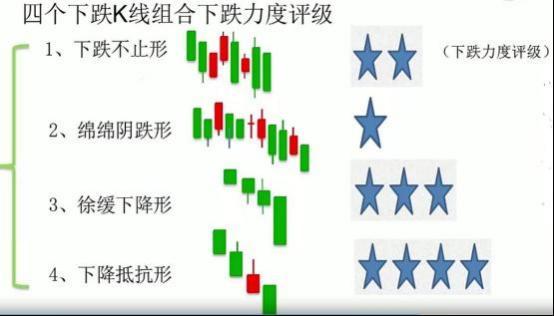 四个下跌K线组合下跌力度评级
1、下跌不止形
（下跌力度评级）
2、绵绵阴跌形
3、徐缓下降形
4、下降抵抗形